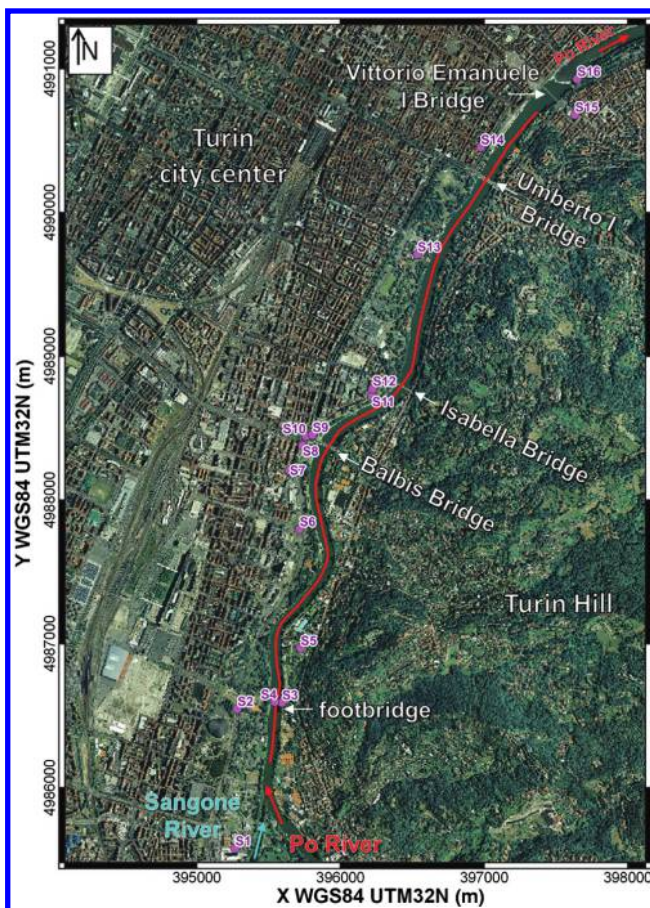 N
Po River
S16
Vittorio Emanuele
I Bridge
S15
Turin
city center
S14
Umberto I
Bridge
S13
S12
S11
Isabella Bridge
S10
S9
S8
Balbis Bridge
S7
S6
Turin Hill
S5
S4
S3
S2
footbridge
Sangone
River
S1
Po River
4991000
4990000
4989000
4988000
4987000
4986000
Y WGS84 UTM32N (m)
395000
396000
397000
398000
X WGS84 UTM32N (m)